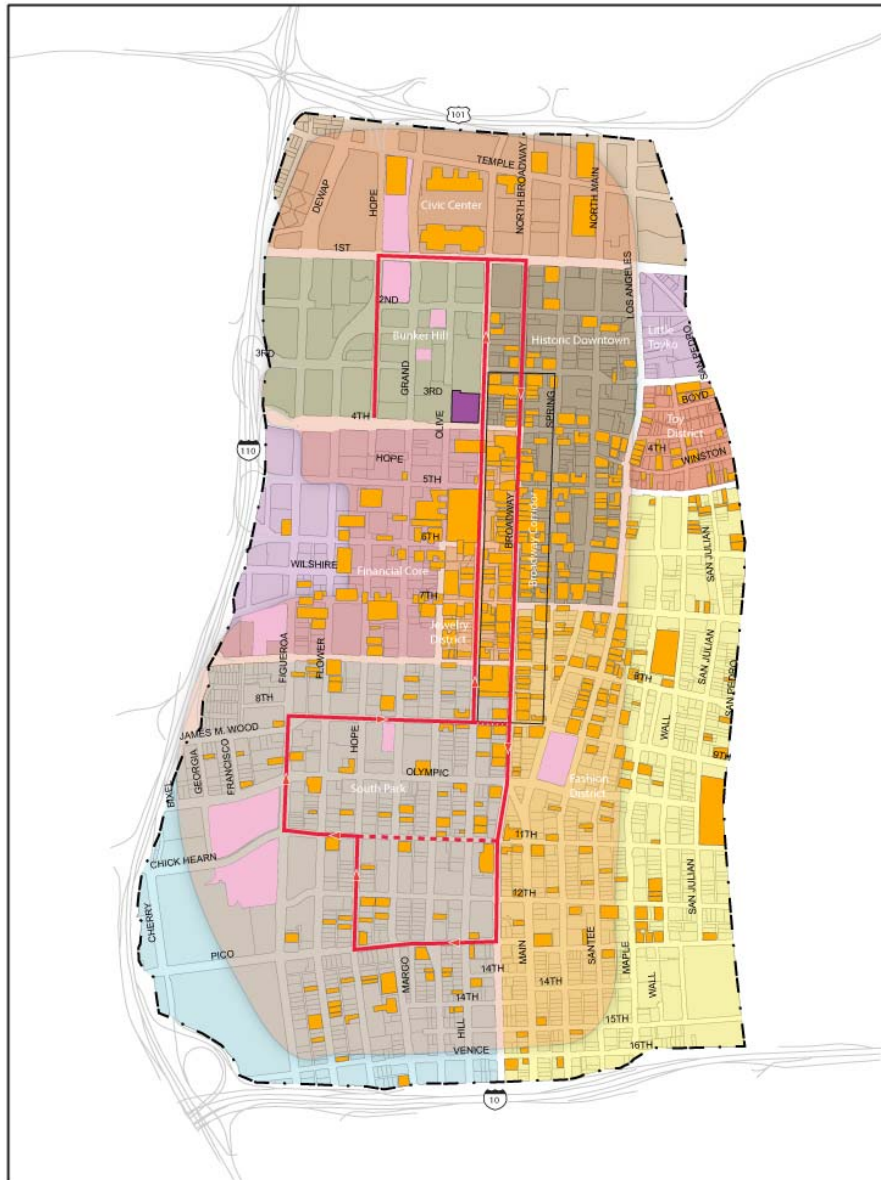 101
TEMPLE
DEWAP
HOPE
Civic Center
NORTH BROADWAY
NORTH MAIN
1ST
LOS ANGELES
2ND
Bunker Hill
Historic Downtown
Little
Toyko
SAN PEDRO
3RD
GRAND
3RD
SPRING
BOYD
4TH
OLIVE
Toy
District
4TH
WINSTON
110
HOPE
5TH
BROADWAY
Broadway Corridor
6TH
SAN JULIAN
WILSHIRE
Financial Core
7TH
Jewelry
District
FIGUEROA
FLOWER
SAN JULIAN
SAN PEDRO
8TH
8TH
WALL
JAMES M. WOOD
HOPE
9TH
GEORGIA
FRANCISCO
OLYMPIC
BIXEL
South Park
Fashion
District
11TH
CHICK HEARN
12TH
SAN JULIAN
CHERRY
PICO
MAIN
SANTEE
MAPLE
14TH
MARGO
14TH
14TH
WALL
HILL
15TH
VENICE
16TH
10